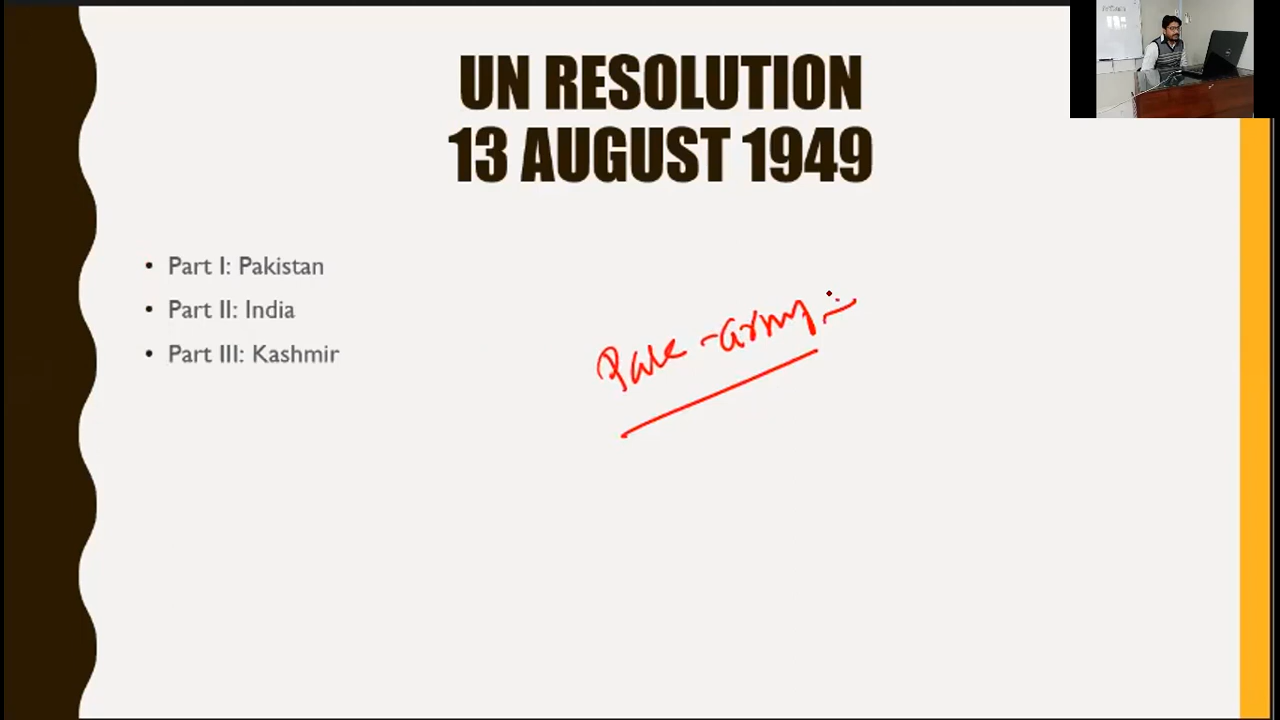 UN RESOLUTION
13 AUGUST 1949
• Part I: Pakistan
• Part II: India
• Part III: Kashmir
Pak-army